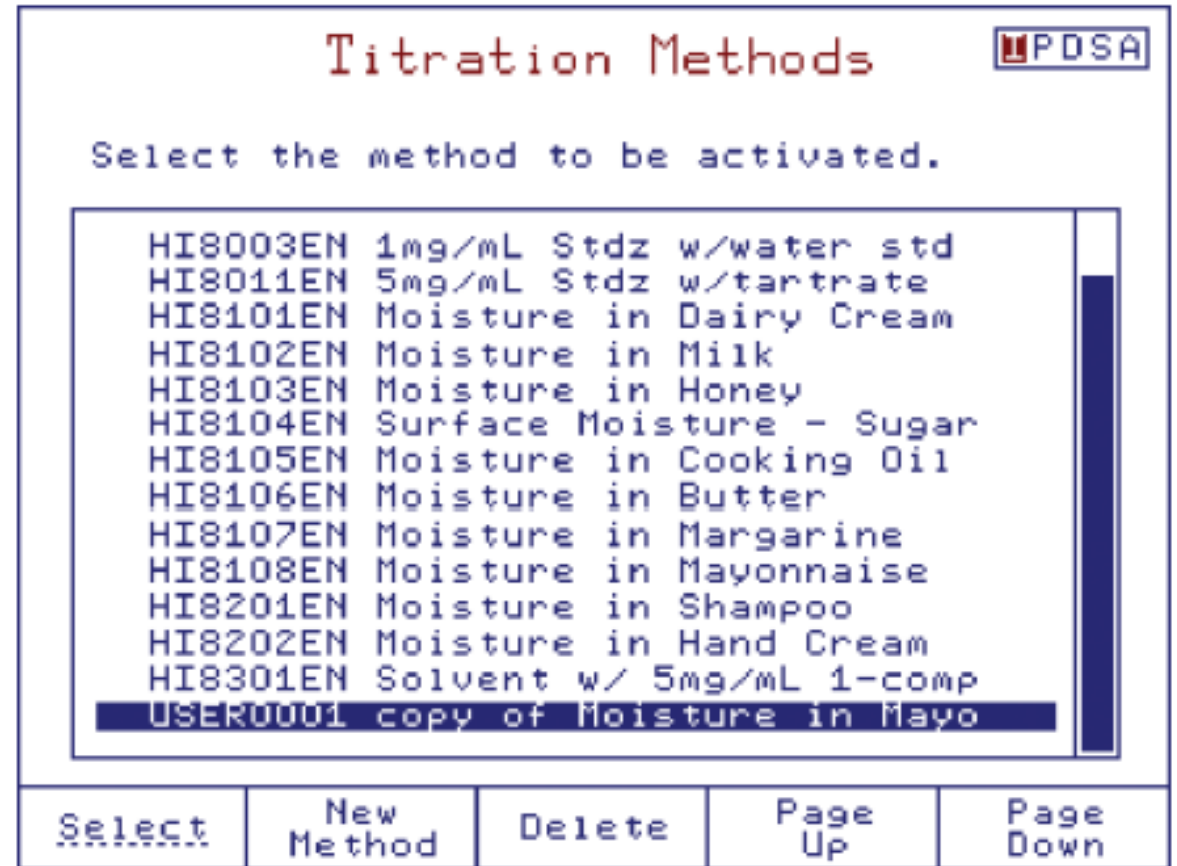 Titration Methods
IPDSA
Select the method to be activated.
HI8003EN 1mg/mL Stdz w/water std
HI8011EN 5mg/mL Stdz w/tartrate
HI8101EN Moisture in Dairy Cream
HI8102EN Moisture in Milk
HI8103EN Moisture in Honey
HI8104EN Surface Moisture - Sugar
HI8105EN Moisture in Cooking Oil
HI8106EN Moisture in Butter
HI8107EN Moisture in Margarine
HI8108EN Moisture in Mayonnaise
HI8201EN Moisture in Shampoo
HI8202EN Moisture in Hand Cream
HI8301EN Solvent w/ 5mg/mL 1-comp
USER0001 copy of Moisture in Mayo
Select
New Method
Delete
Page Up
Page Down